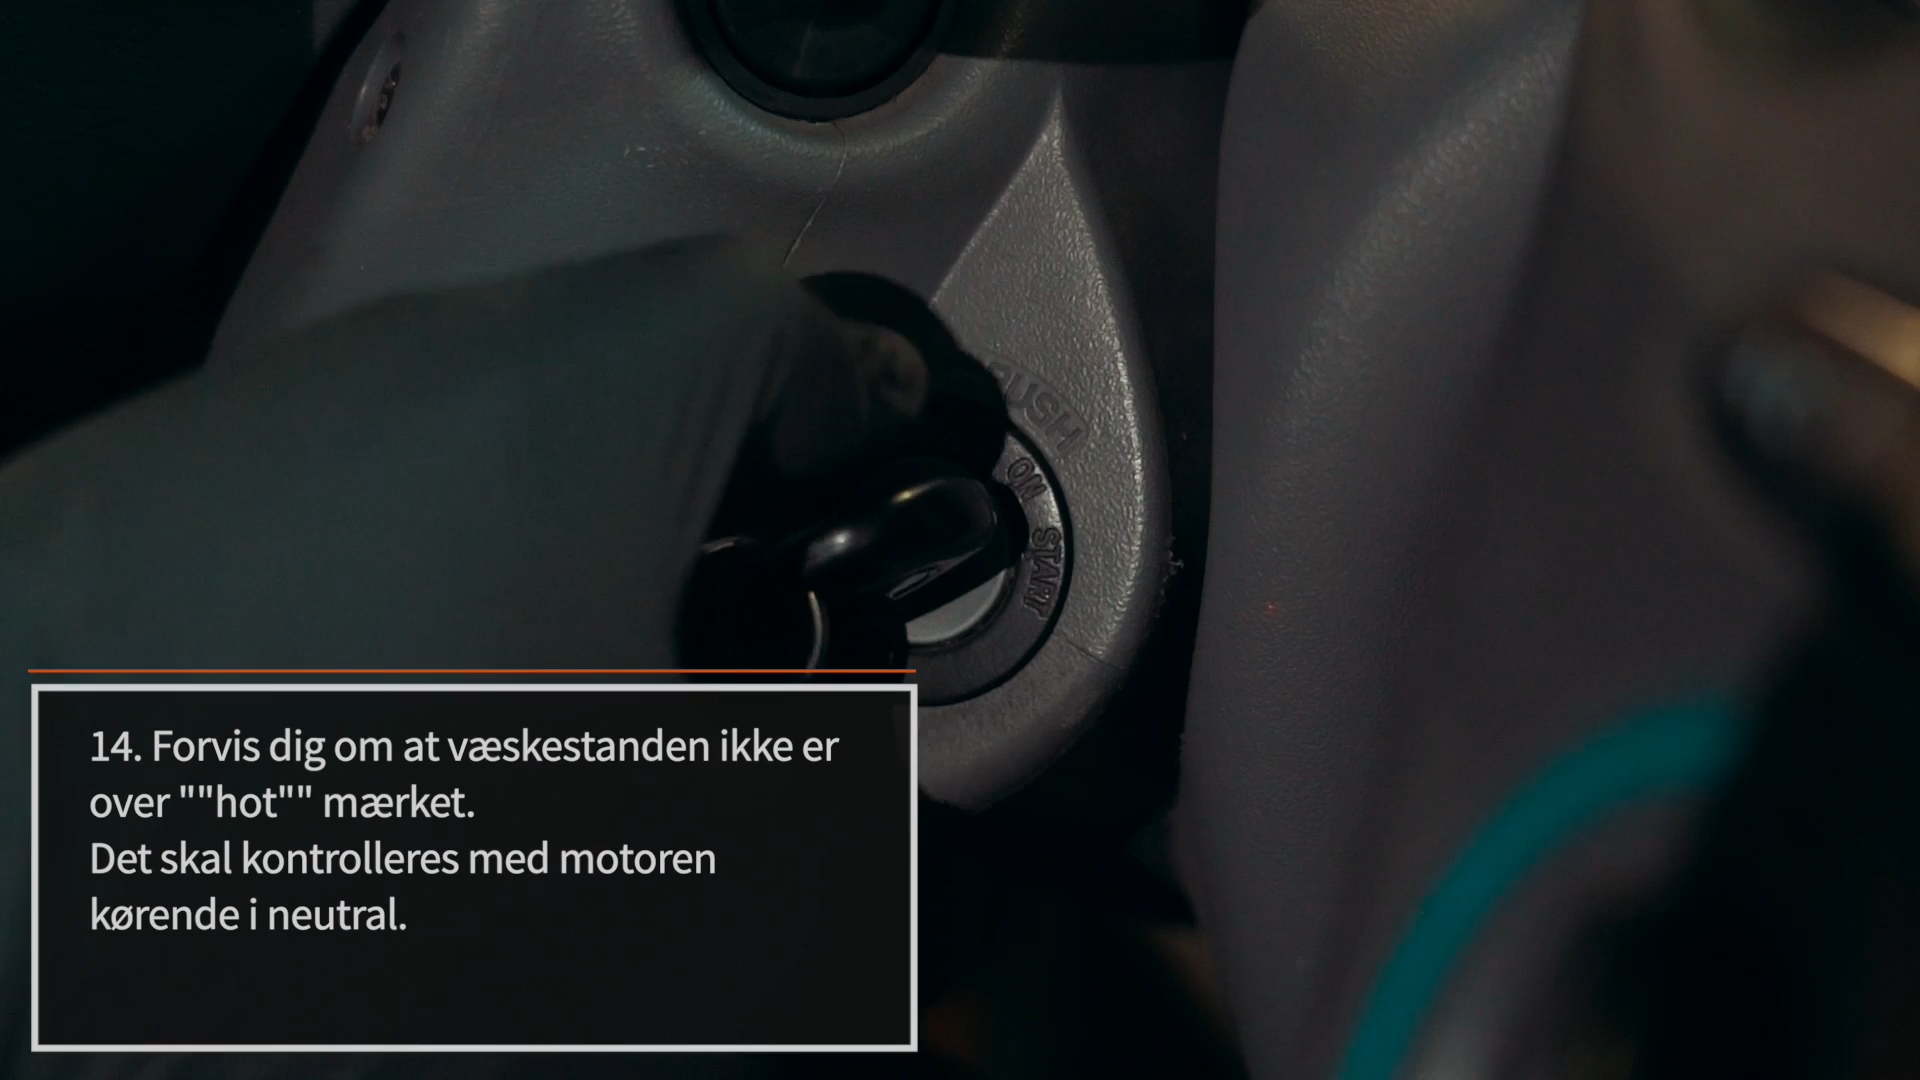 PUSH
ON
START
14. Forvis dig om at væskestanden ikke er
over ""hot"" mærket.
Det skal kontrolleres med motoren
kørende i neutral.